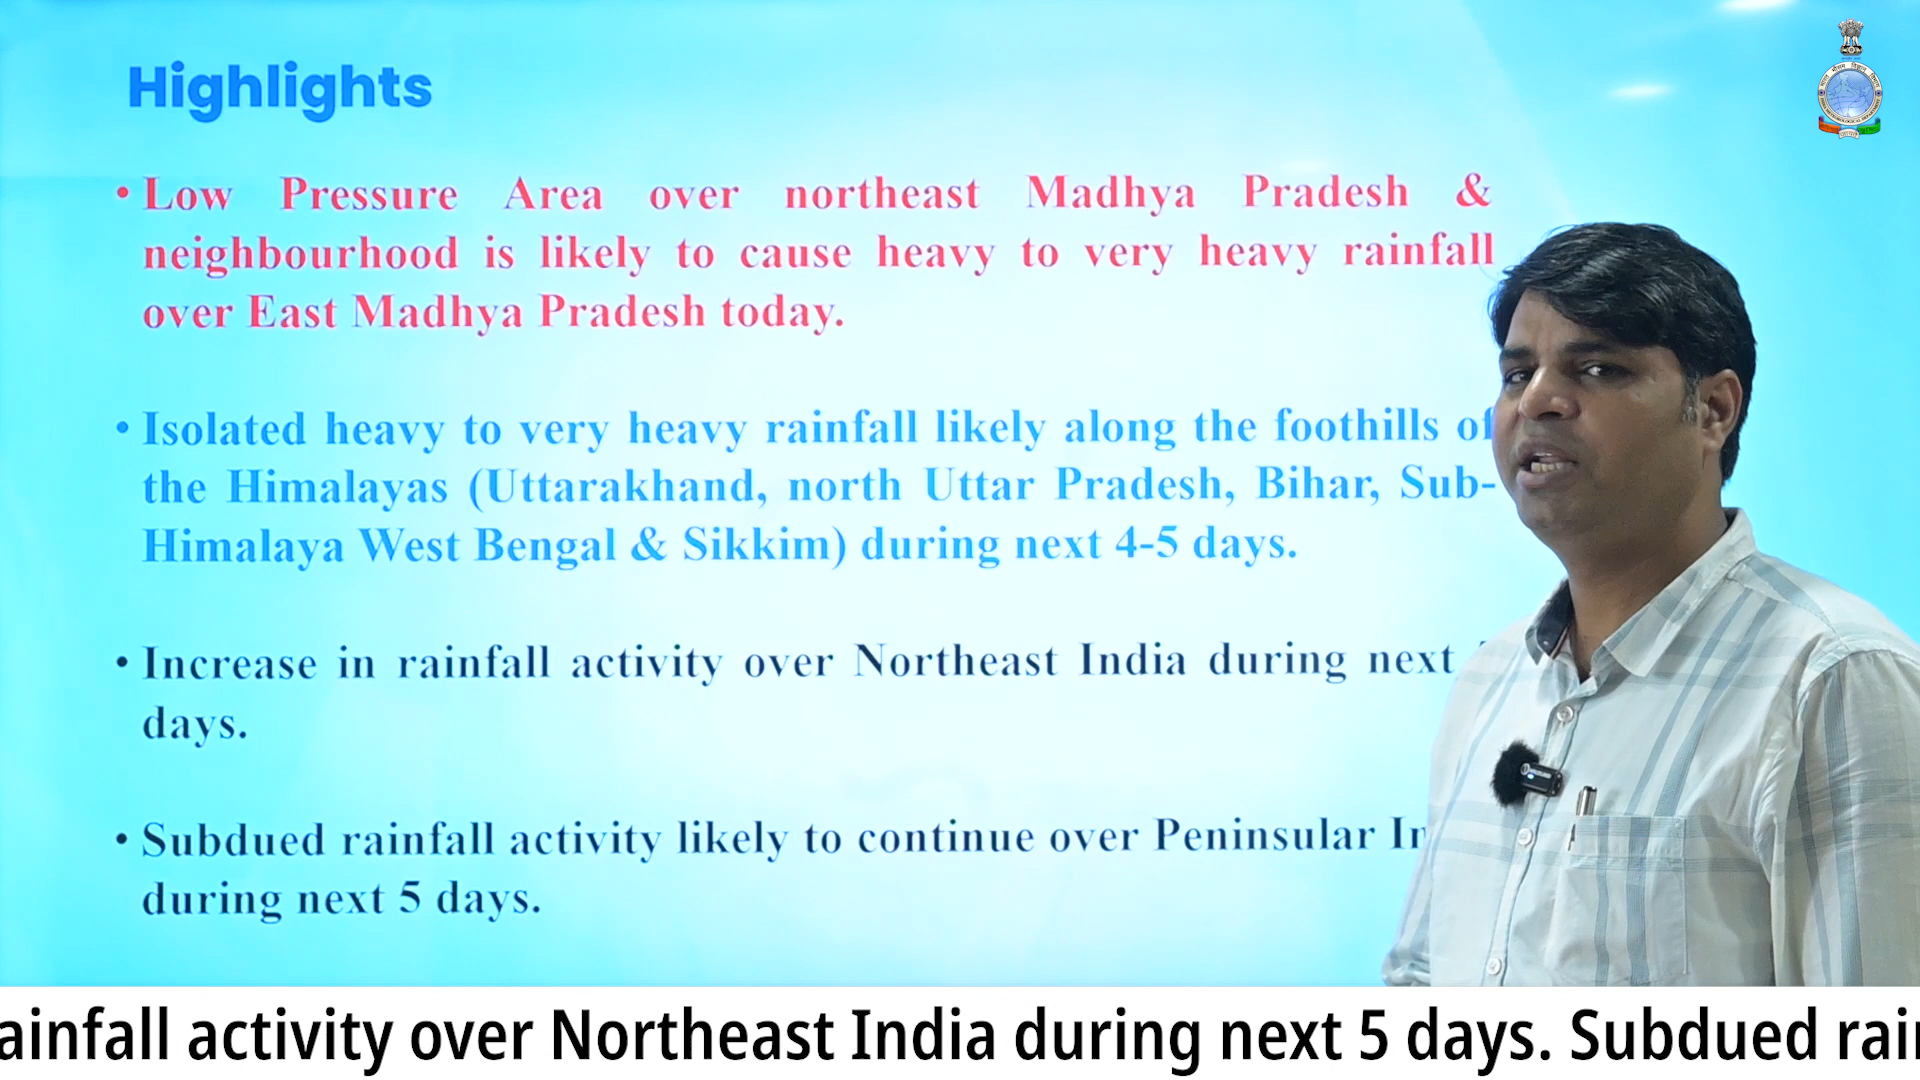 Highlights
• Low Pressure Area over northeast Madhya Pradesh &
neighbourhood is likely to cause heavy to very heavy rainfall
over East Madhya Pradesh today.
• Isolated heavy to very heavy rainfall likely along the foothills of
the Himalayas (Uttarakhand, north Uttar Pradesh, Bihar, Sub-
Himalaya West Bengal & Sikkim) during next 4-5 days.
• Increase in rainfall activity over Northeast India during next
days.
• Subdued rainfall activity likely to continue over Peninsular In
during next 5 days.
ainfall activity over Northeast India during next 5 days. Subdued rai